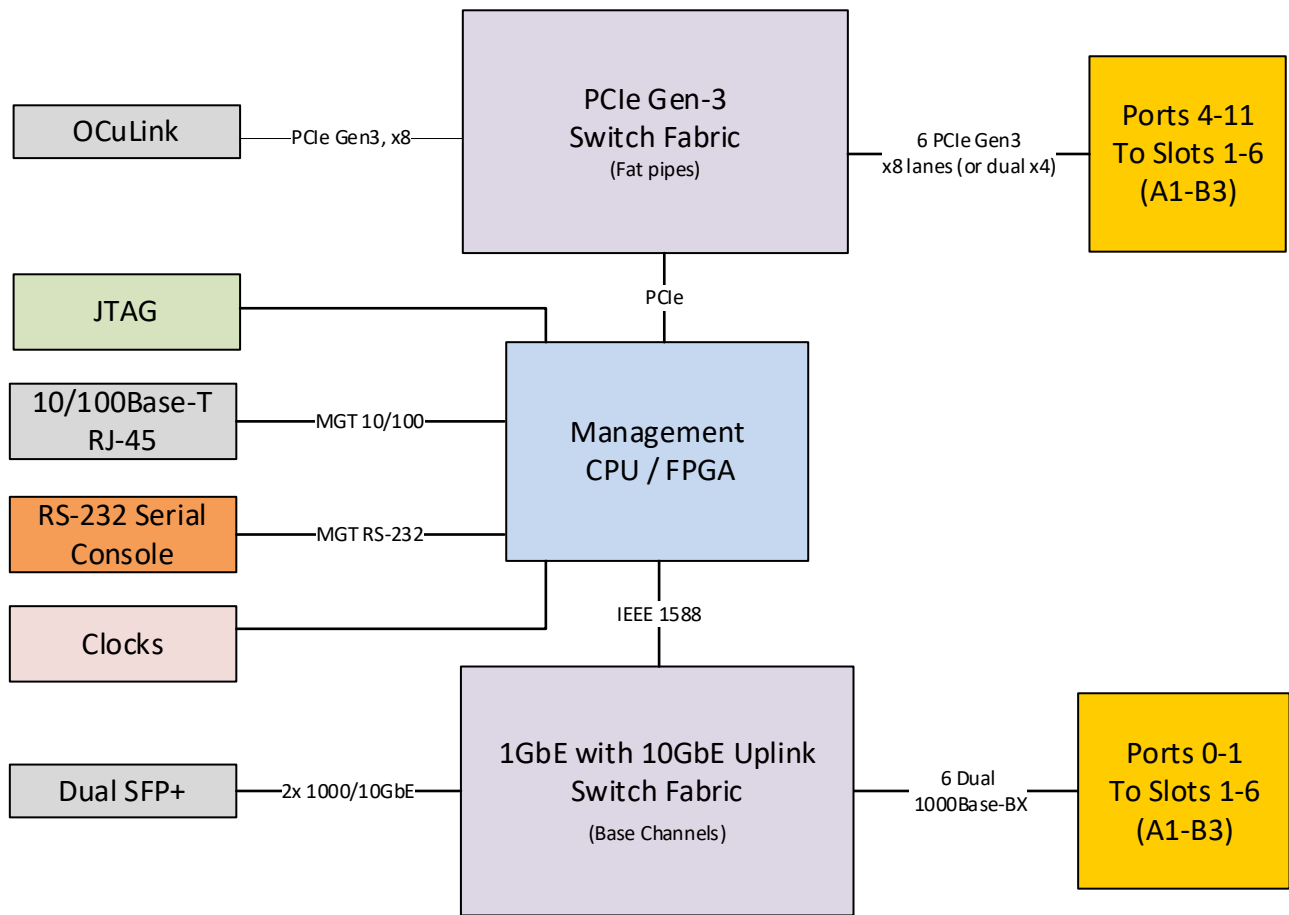 PCIe Gen-3
Switch Fabric
(Fat pipes)
OCuLink
PCIe Gen3, x8
6 PCIe Gen3
x8 lanes (or dual x4)
Ports 4-11
To Slots 1-6
(A1-B3)
PCIe
JTAG
10/100Base-T
RJ-45
MGT 10/100
Management
CPU / FPGA
RS-232 Serial
Console
MGT RS-232
Clocks
IEEE 1588
1GbE with 10GbE Uplink
Switch Fabric
(Base Channels)
Dual SFP+
2x 1000/10GbE
6 Dual
1000Base-BX
Ports 0-1
To Slots 1-6
(A1-B3)